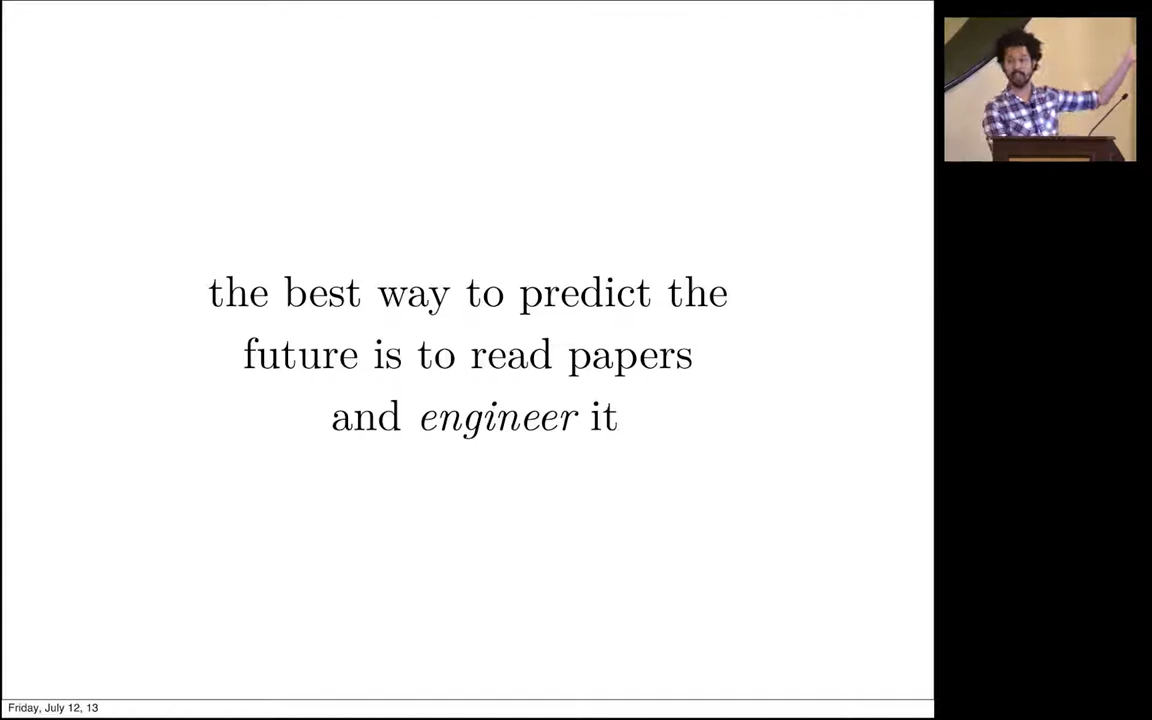 the best way to predict the
future is to read papers
and engineer it
Friday, July 12, 13